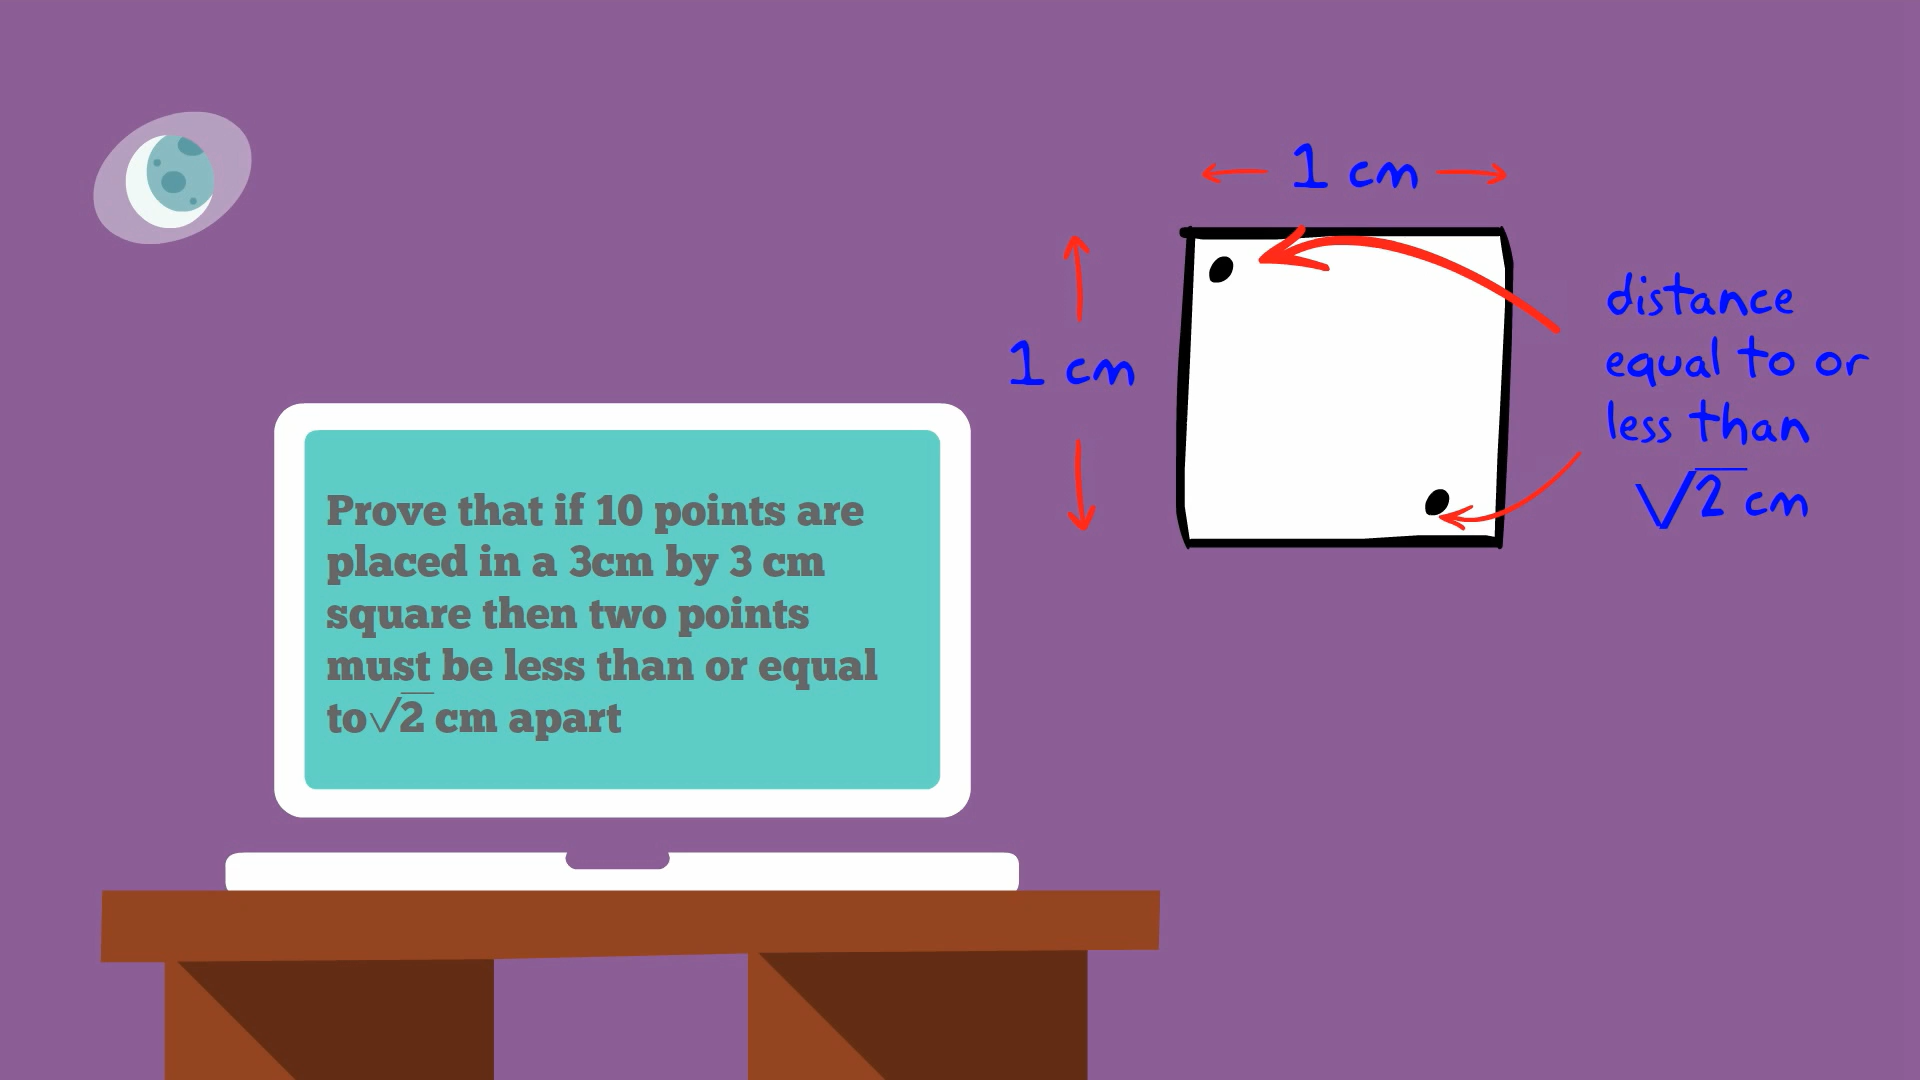 Prove that if 10 points are
placed in a 3cm by 3 cm
square then two points
must be less than or equal
to√2 cm apart
1 cm
1 cm
distance
equal to or
less than
√2 cm